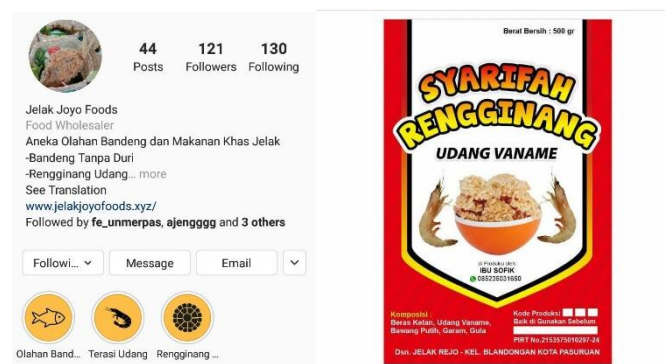 44 121 130
Posts Followers Following
Jelak Joyo Foods
Food Wholesaler
Aneka Olahan Bandeng dan Makanan Khas Jelak
-Bandeng Tanpa Duri
-Rengginang Udang... more
See Translation
www.jelakjoyofoods.xyz/
Followed by fe_unmerpas, ajengggg and 3 others
Followi...
Message
Email
Olahan Band...
Terasi Udang
Rengginang ...
Berat Bersih : 500 gr
SYARIFAH
RENGGINANG
UDANG VANAME
di Produksi oleh:
IBU SOFIK
085236031650
Komposisi :
Beras Ketan, Udang Vaname,
Bawang Putih, Garam, Gula
Kode Produksi
Baik di Gunakan Sebelum
PIRT No.2153575010297-24
Dsn. JELAK REJO - KEL. BLANDONGAN KOTA PASURUAN